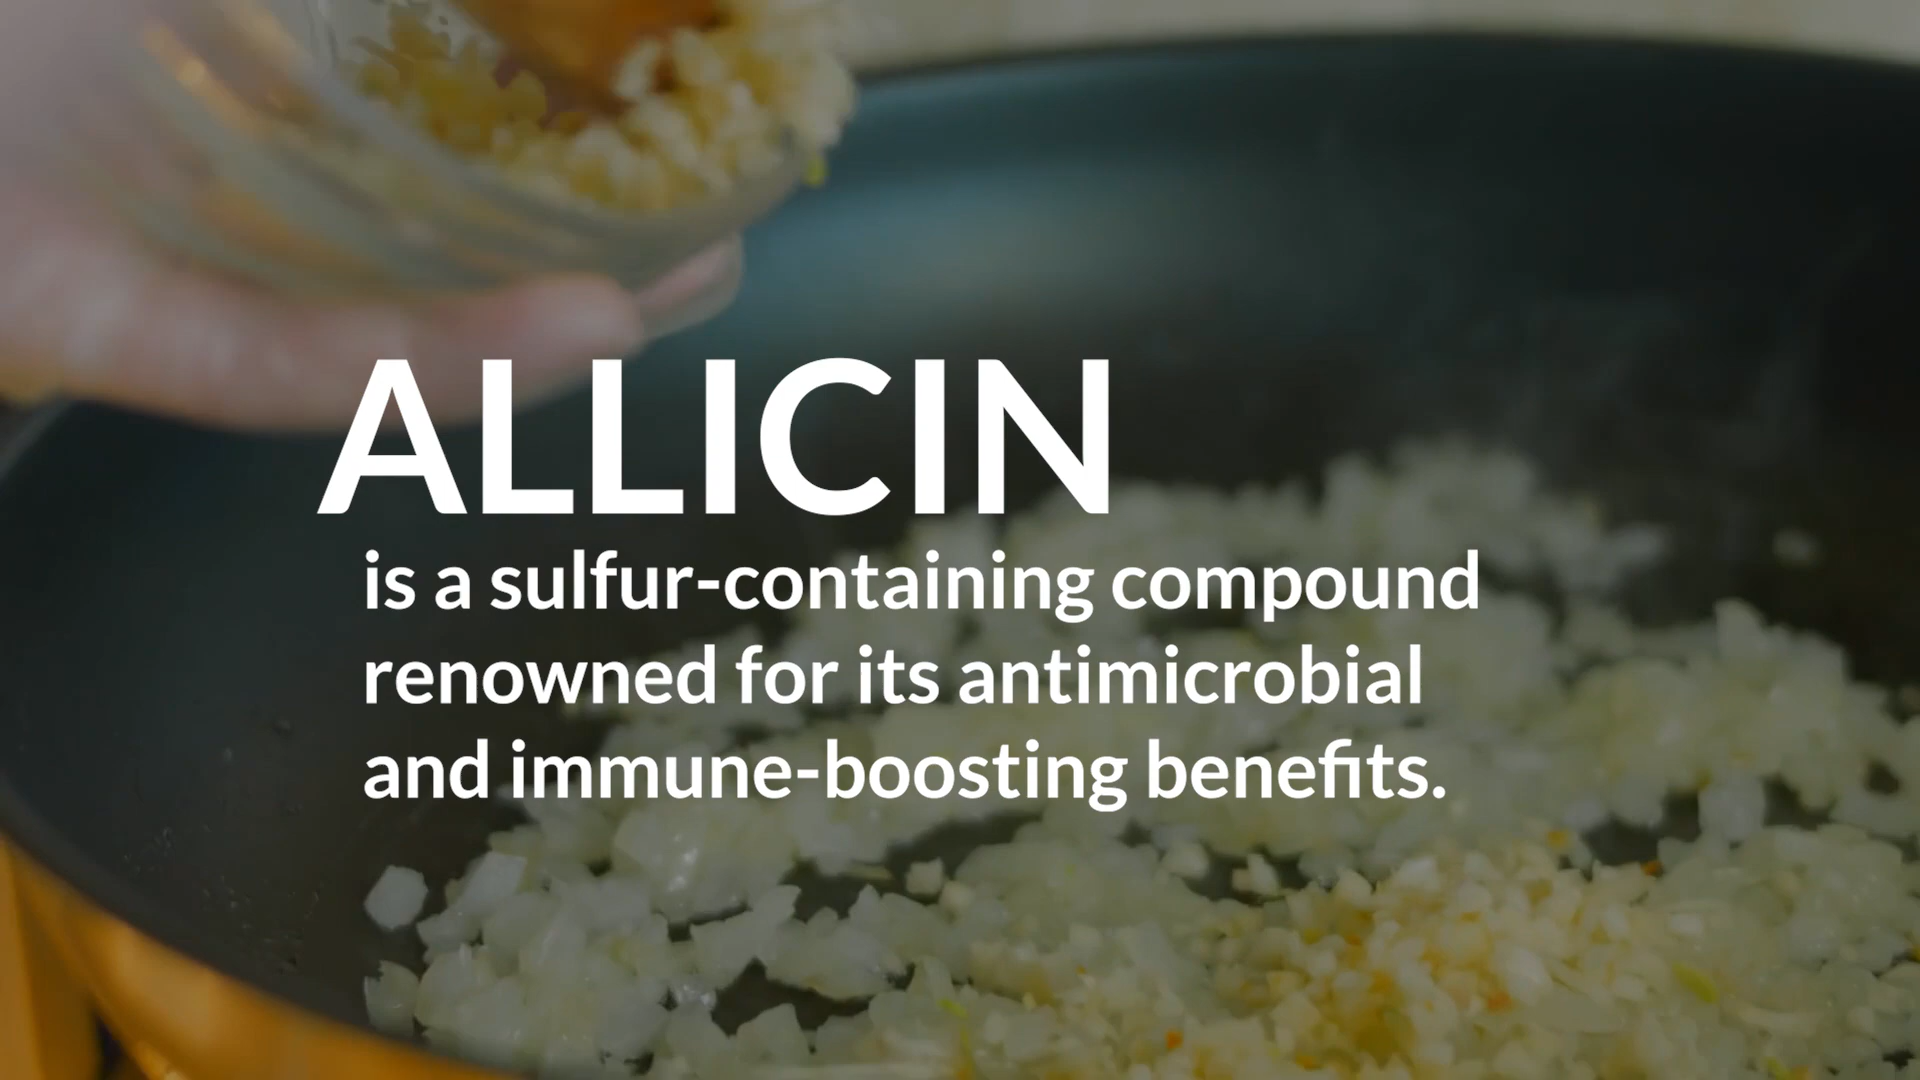 ALLICIN
is a sulfur-containing compound
renowned for its antimicrobial
and immune-boosting benefits.